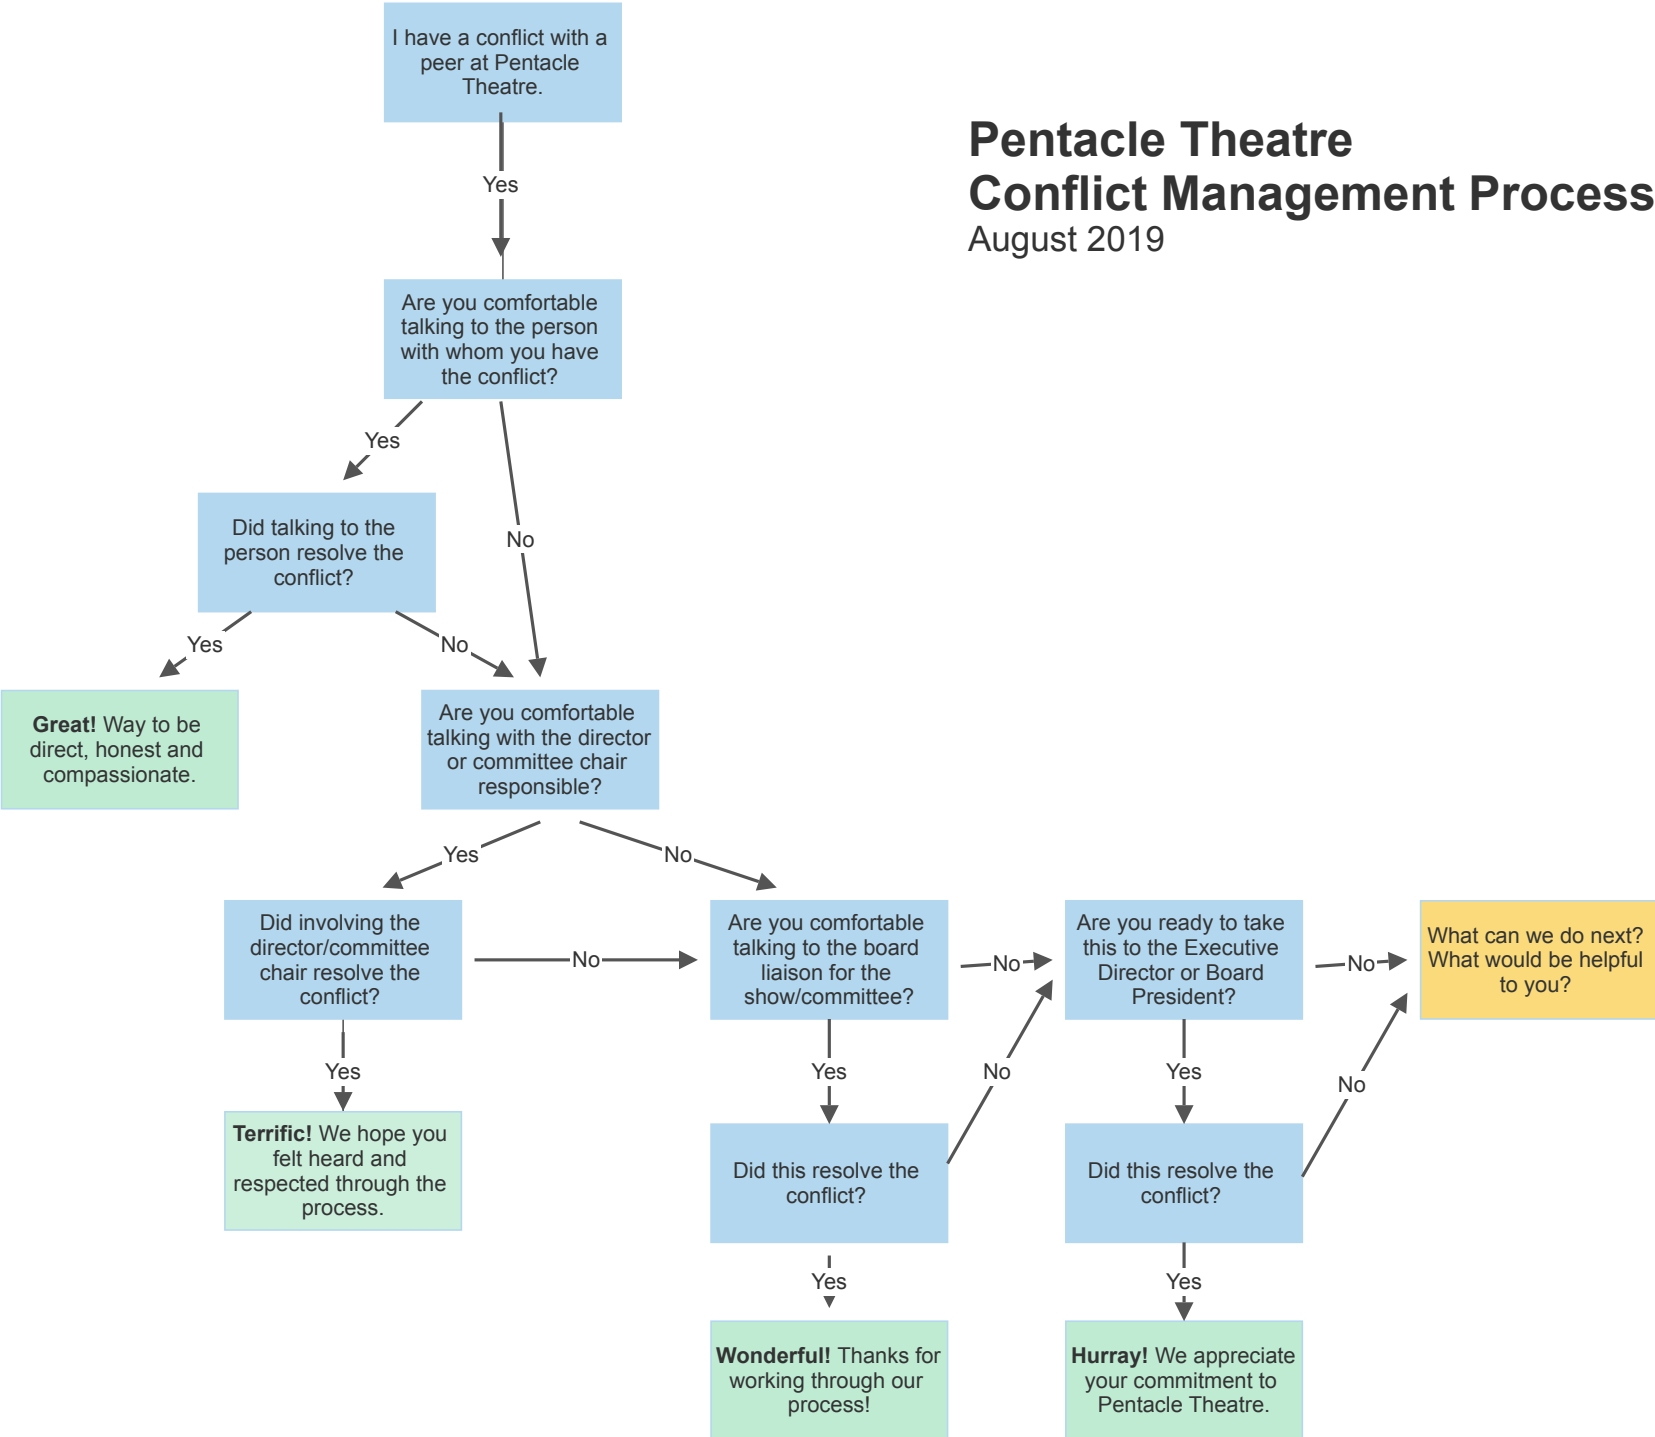 I have a conflict with a
peer at Pentacle
Theatre.
Pentacle Theatre
Conflict Management Process
August 2019
Yes
Are you comfortable
talking to the person
with whom you have
the conflict?
Yes
No
Did talking to the
person resolve the
conflict?
Yes
No
Great! Way to be
direct, honest and
compassionate.
Are you comfortable
talking with the director
or committee chair
responsible?
Yes
No
Did involving the
director/committee
chair resolve the
conflict?
No
Are you comfortable
talking to the board
liaison for the
show/committee?
No
Are you ready to take
this to the Executive
Director or Board
President?
No
What can we do next?
What would be helpful
to you?
Yes
Yes
No
Yes
No
Terrific! We hope you
felt heard and
respected through the
process.
Did this resolve the
conflict?
Did this resolve the
conflict?
Yes
Yes
Wonderful! Thanks for
working through our
process!
Hurray! We appreciate
your commitment to
Pentacle Theatre.